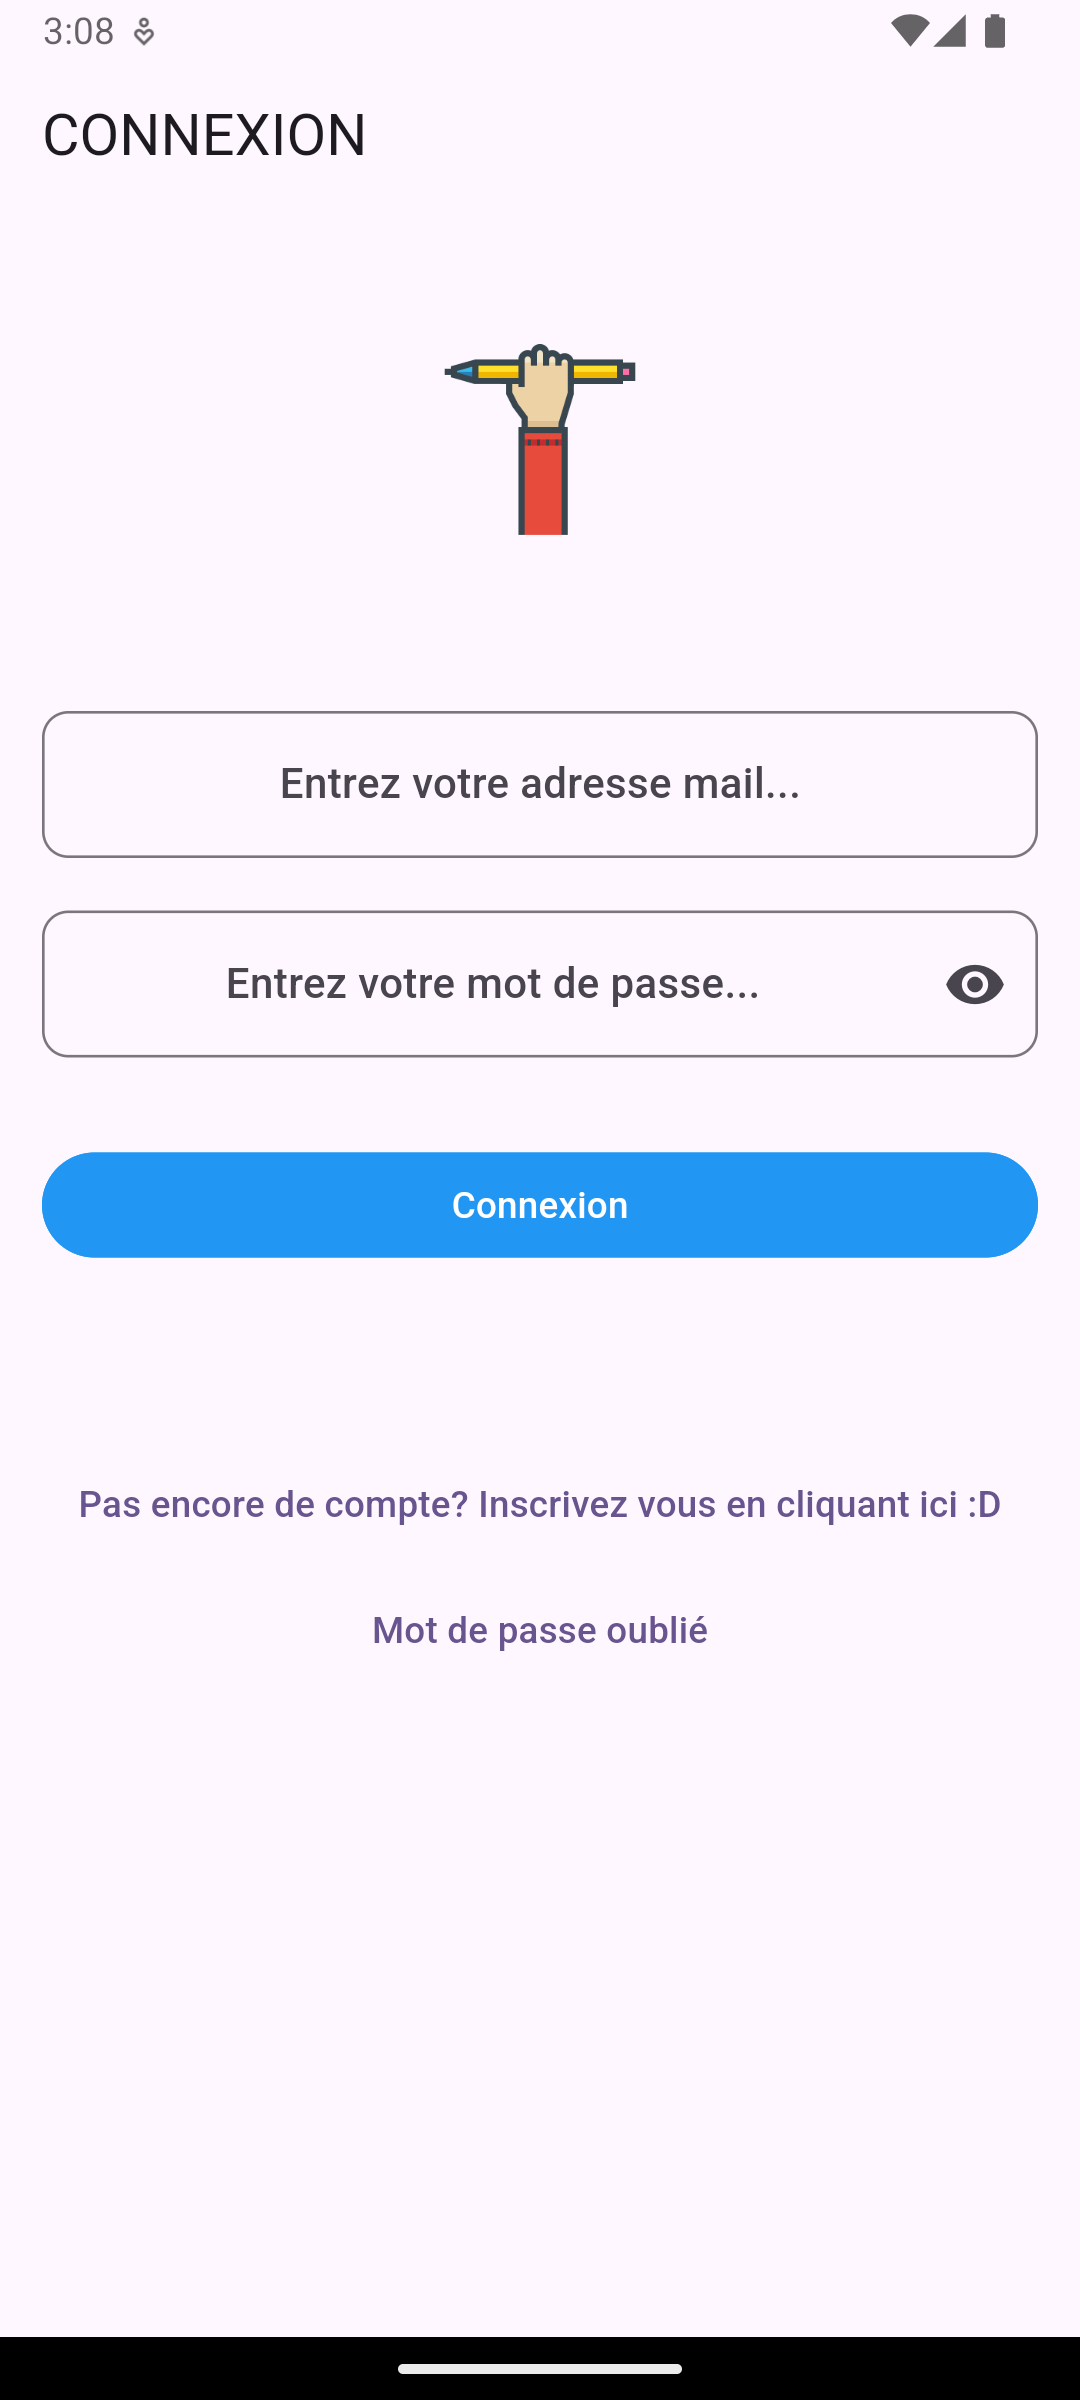 3:08
CONNEXION
Entrez votre adresse mail...
Entrez votre mot de passe...
Connexion
Pas encore de compte? Inscrivez vous en cliquant ici :D
Mot de passe oublié